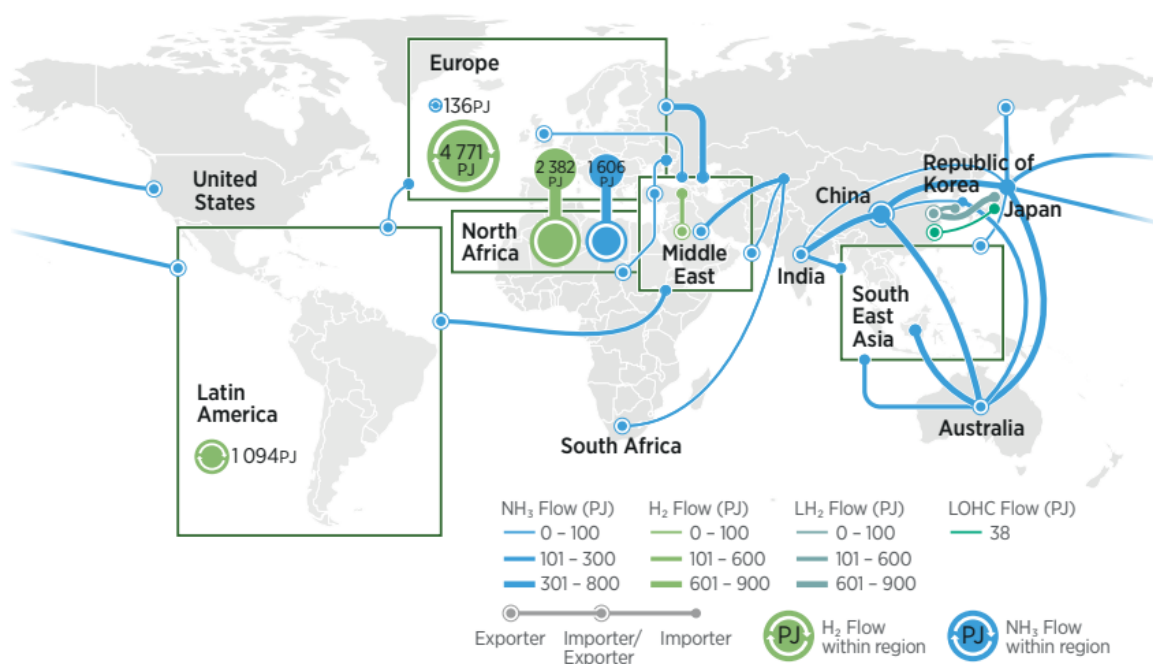 Europe
136PJ
4 771
PJ
2 382
PJ
1 606
PJ
United
States
North
Africa
Middle
East
China
Republic of
Korea
Japan
India
South
East
Asia
Latin
America
1 094PJ
South Africa
Australia
NH₃ Flow (PJ)
0 – 100
101 – 300
301 – 800
H₂ Flow (PJ)
0 – 100
101 – 600
601 – 900
LH₂ Flow (PJ)
0 – 100
101 – 600
601 – 900
LOHC Flow (PJ)
38
Exporter
Importer/
Exporter
Importer
PJ
H₂ Flow
within region
PJ
NH₃ Flow
within region